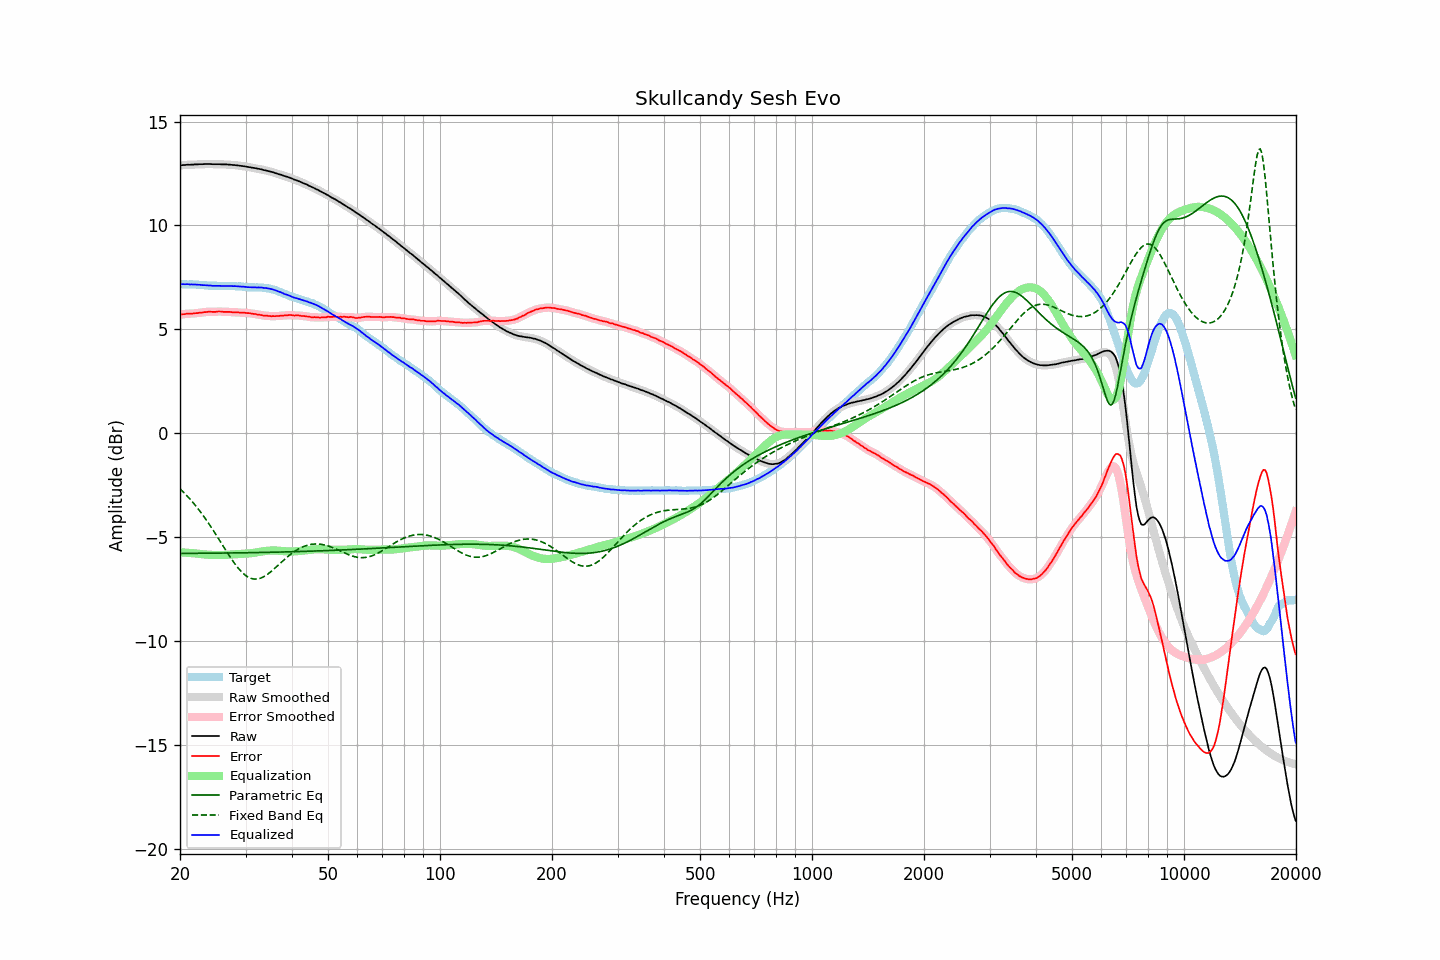 Skullcandy Sesh Evo
15
10
5
0
−5
−10
−15
−20
Amplitude (dBr)
Target
Raw Smoothed
Error Smoothed
Raw
Error
Equalization
Parametric Eq
Fixed Band Eq
Equalized
20
50
100
200
500
1000
2000
5000
10000
20000
Frequency (Hz)